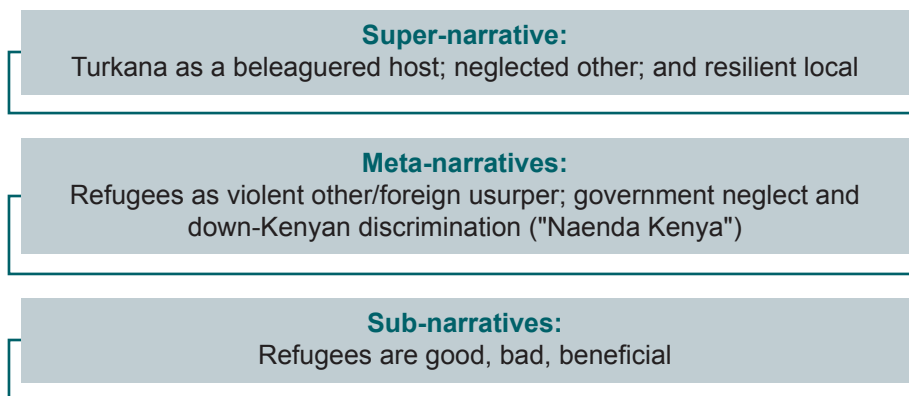 Super-narrative:
Turkana as a beleaguered host; neglected other; and resilient local
Meta-narratives:
Refugees as violent other/foreign usurper; government neglect and
down-Kenyan discrimination ("Naenda Kenya")
Sub-narratives:
Refugees are good, bad, beneficial